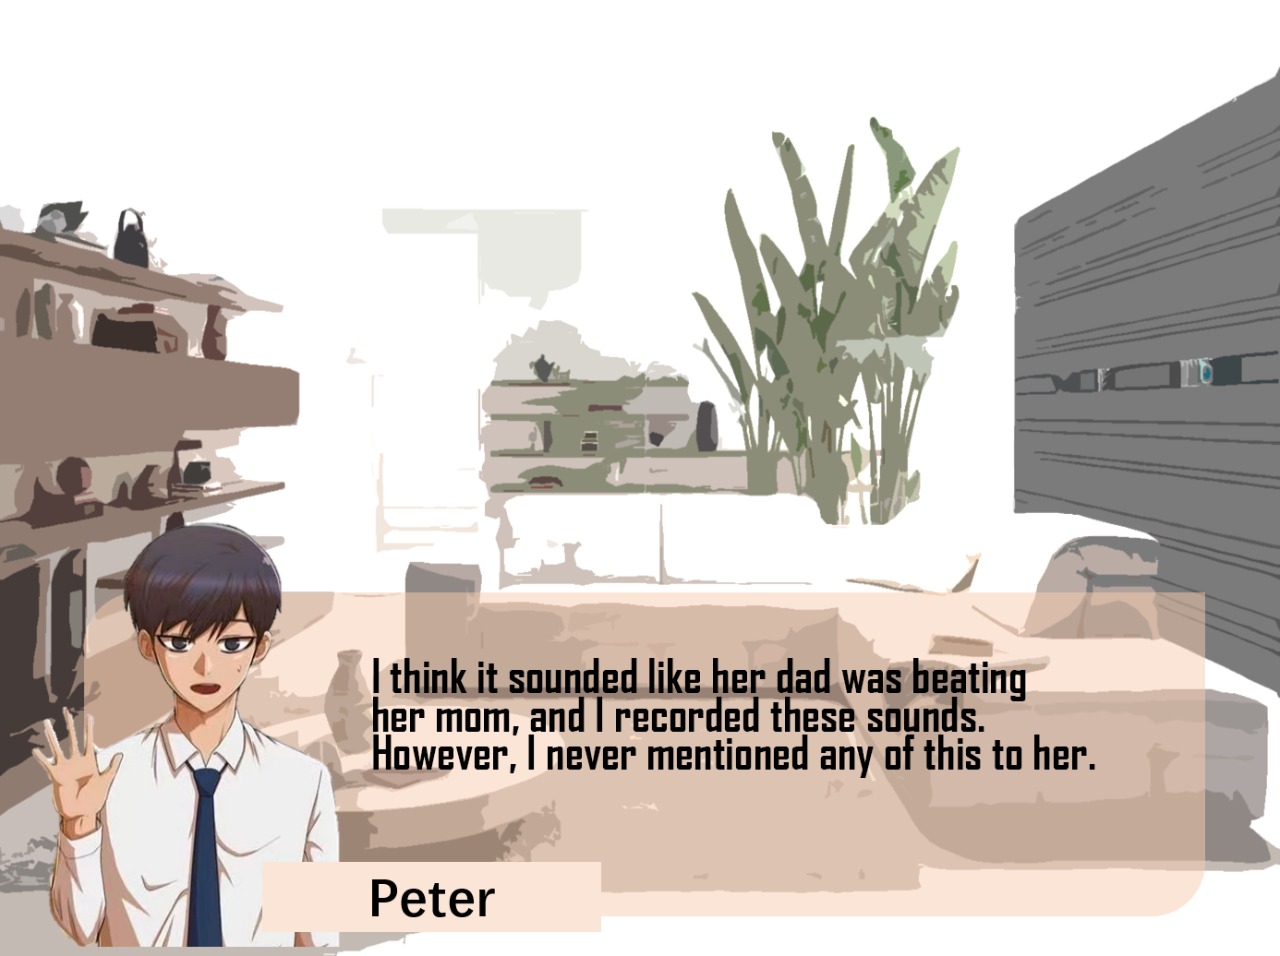 I think it sounded like her dad was beating
her mom, and I recorded these sounds.
However, I never mentioned any of this to her.
Peter